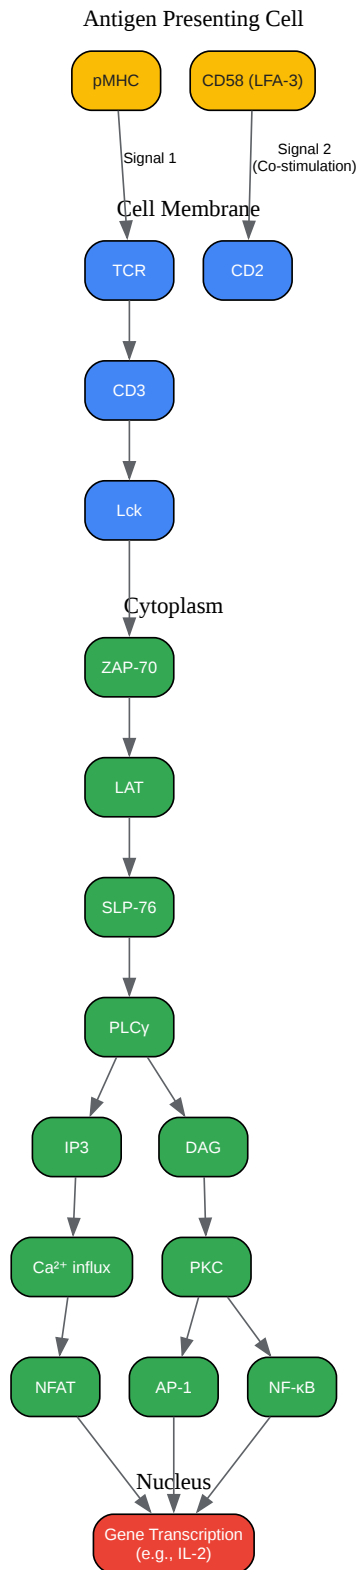 Antigen Presenting Cell
pMHC
CD58 (LFA-3)
Signal 1
Signal 2
(Co-stimulation)
Cell Membrane
TCR
CD2
CD3
Lck
Cytoplasm
ZAP-70
LAT
SLP-76
PLCγ
IP3
DAG
Ca²⁺ influx
PKC
NFAT
AP-1
NF-κB
Nucleus
Gene Transcription
(e.g., IL-2)